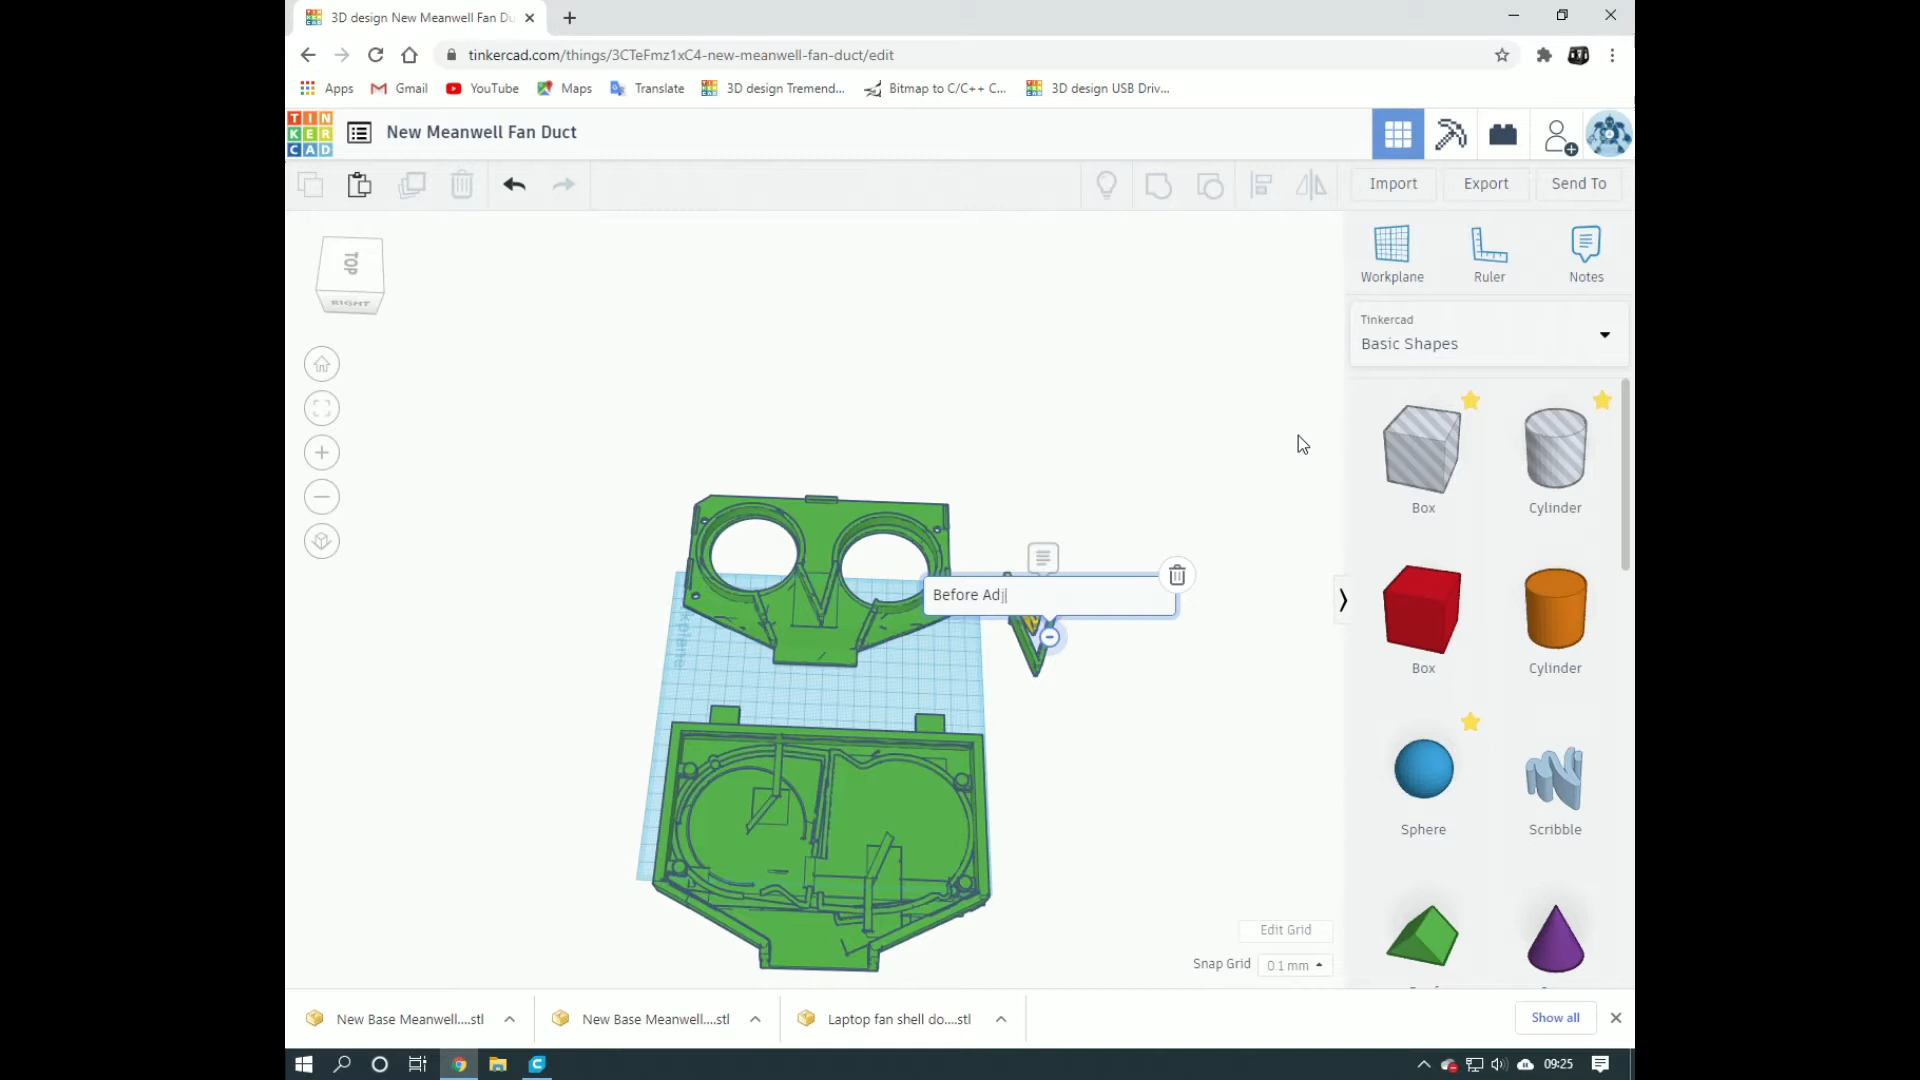 3D design New Meanwell Fan Du
tinkercad.com/things/3CTeFmz1xC4-new-meanwell-fan-duct/edit
Apps
Gmail
YouTube
Maps
Translate
3D design Tremend...
Bitmap to C/C++ C...
3D design USB Driv...
TIN
KER
CAD
New Meanwell Fan Duct
Import
Export
Send To
TOP
RIGHT
Workplane
Ruler
Notes
Tinkercad
Basic Shapes
Box
Cylinder
Box
Cylinder
Sphere
Scribble
Before Adj
Edit Grid
Snap Grid
0.1 mm
New Base Meanwell....stl
New Base Meanwell....stl
Laptop fan shell do....stl
Show all
09:25